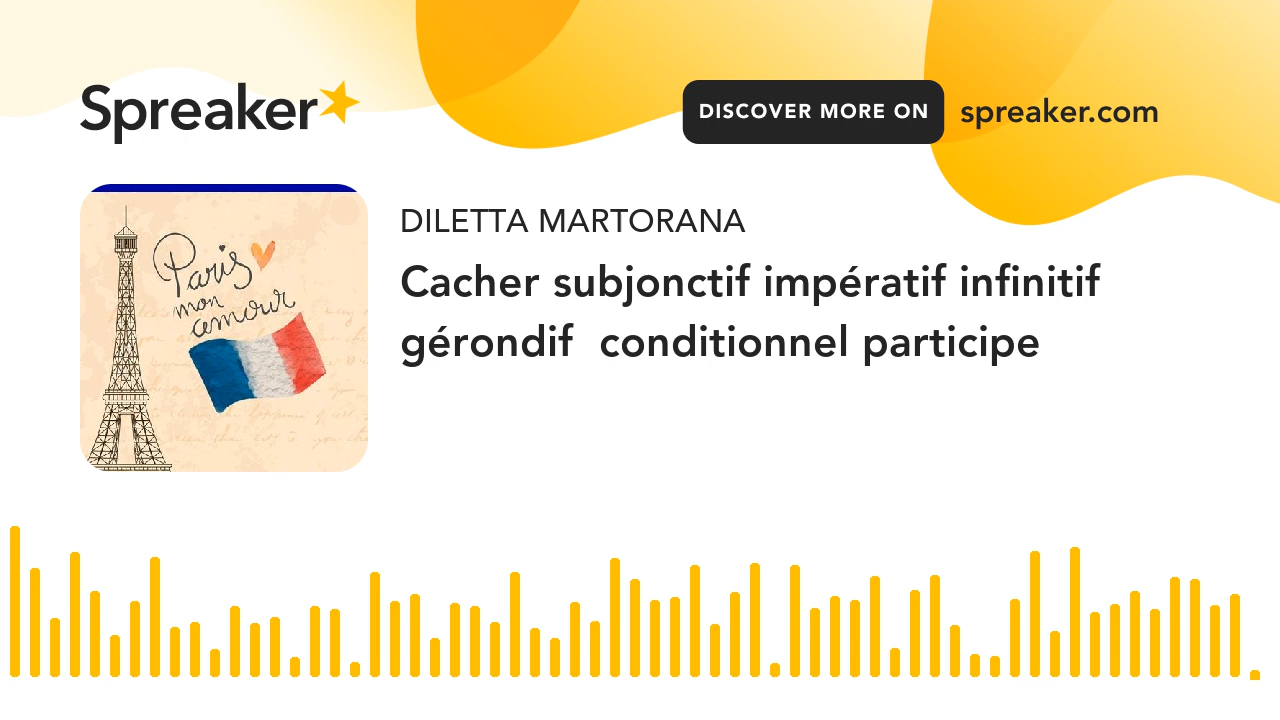 Spreaker
DISCOVER MORE ON spreaker.com
DILETTA MARTORANA
Cacher subjonctif impératif infinitif
gérondif  conditionnel participe
Paris
mon
amour